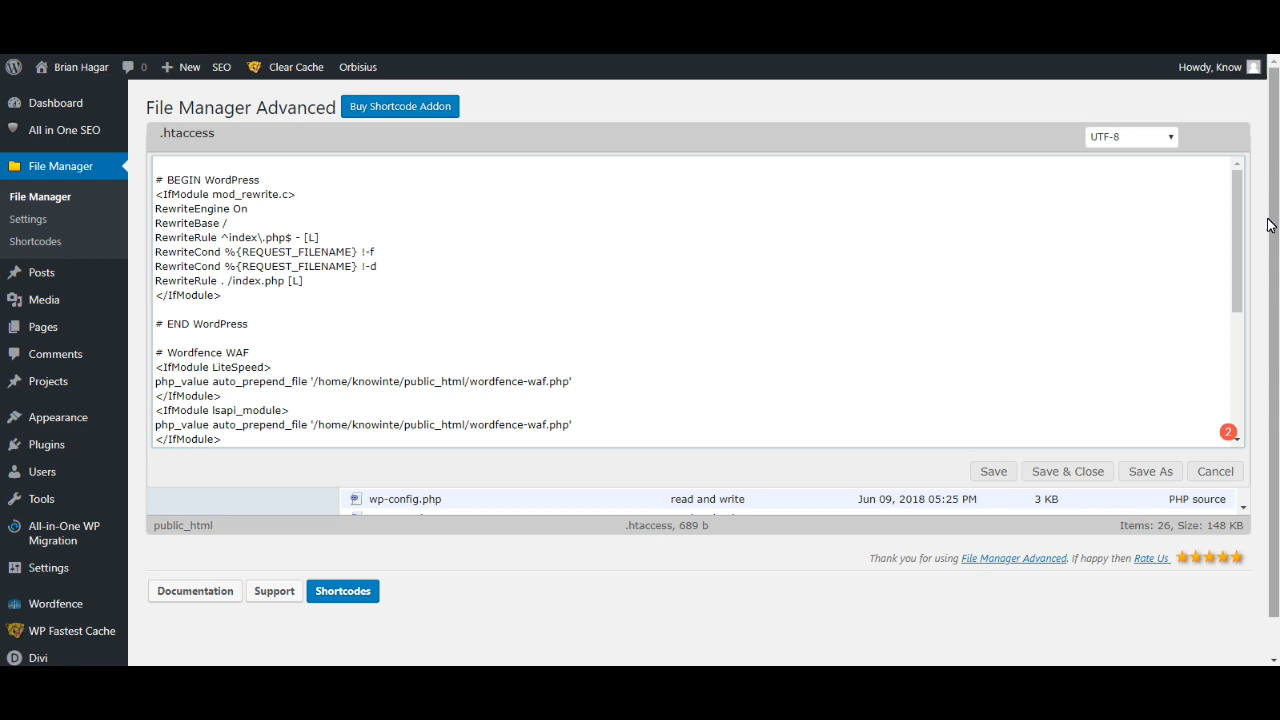 Brian Hagar 0 New SEO Clear Cache Orbisius Howdy, Know
Dashboard
All in One SEO
File Manager
File Manager
Settings
Shortcodes
Posts
Media
Pages
Comments
Projects
Appearance
Plugins
Users
Tools
All-in-One WP
Migration
Settings
Wordfence
WP Fastest Cache
Divi
File Manager Advanced Buy Shortcode Addon
.htaccess UTF-8
# BEGIN WordPress
<IfModule mod_rewrite.c>
RewriteEngine On
RewriteBase /
RewriteRule ^index\.php$ - [L]
RewriteCond %{REQUEST_FILENAME} !-f
RewriteCond %{REQUEST_FILENAME} !-d
RewriteRule . /index.php [L]
</IfModule>
# END WordPress
# Wordfence WAF
<IfModule LiteSpeed>
php_value auto_prepend_file '/home/knowinte/public_html/wordfence-waf.php'
</IfModule>
<IfModule lsapi_module>
php_value auto_prepend_file '/home/knowinte/public_html/wordfence-waf.php'
</IfModule>
2
Save Save & Close Save As Cancel
wp-config.php read and write Jun 09, 2018 05:25 PM 3 KB PHP source
public_html .htaccess, 689 b Items: 26, Size: 148 KB
Thank you for using File Manager Advanced. If happy then Rate Us
Documentation Support Shortcodes